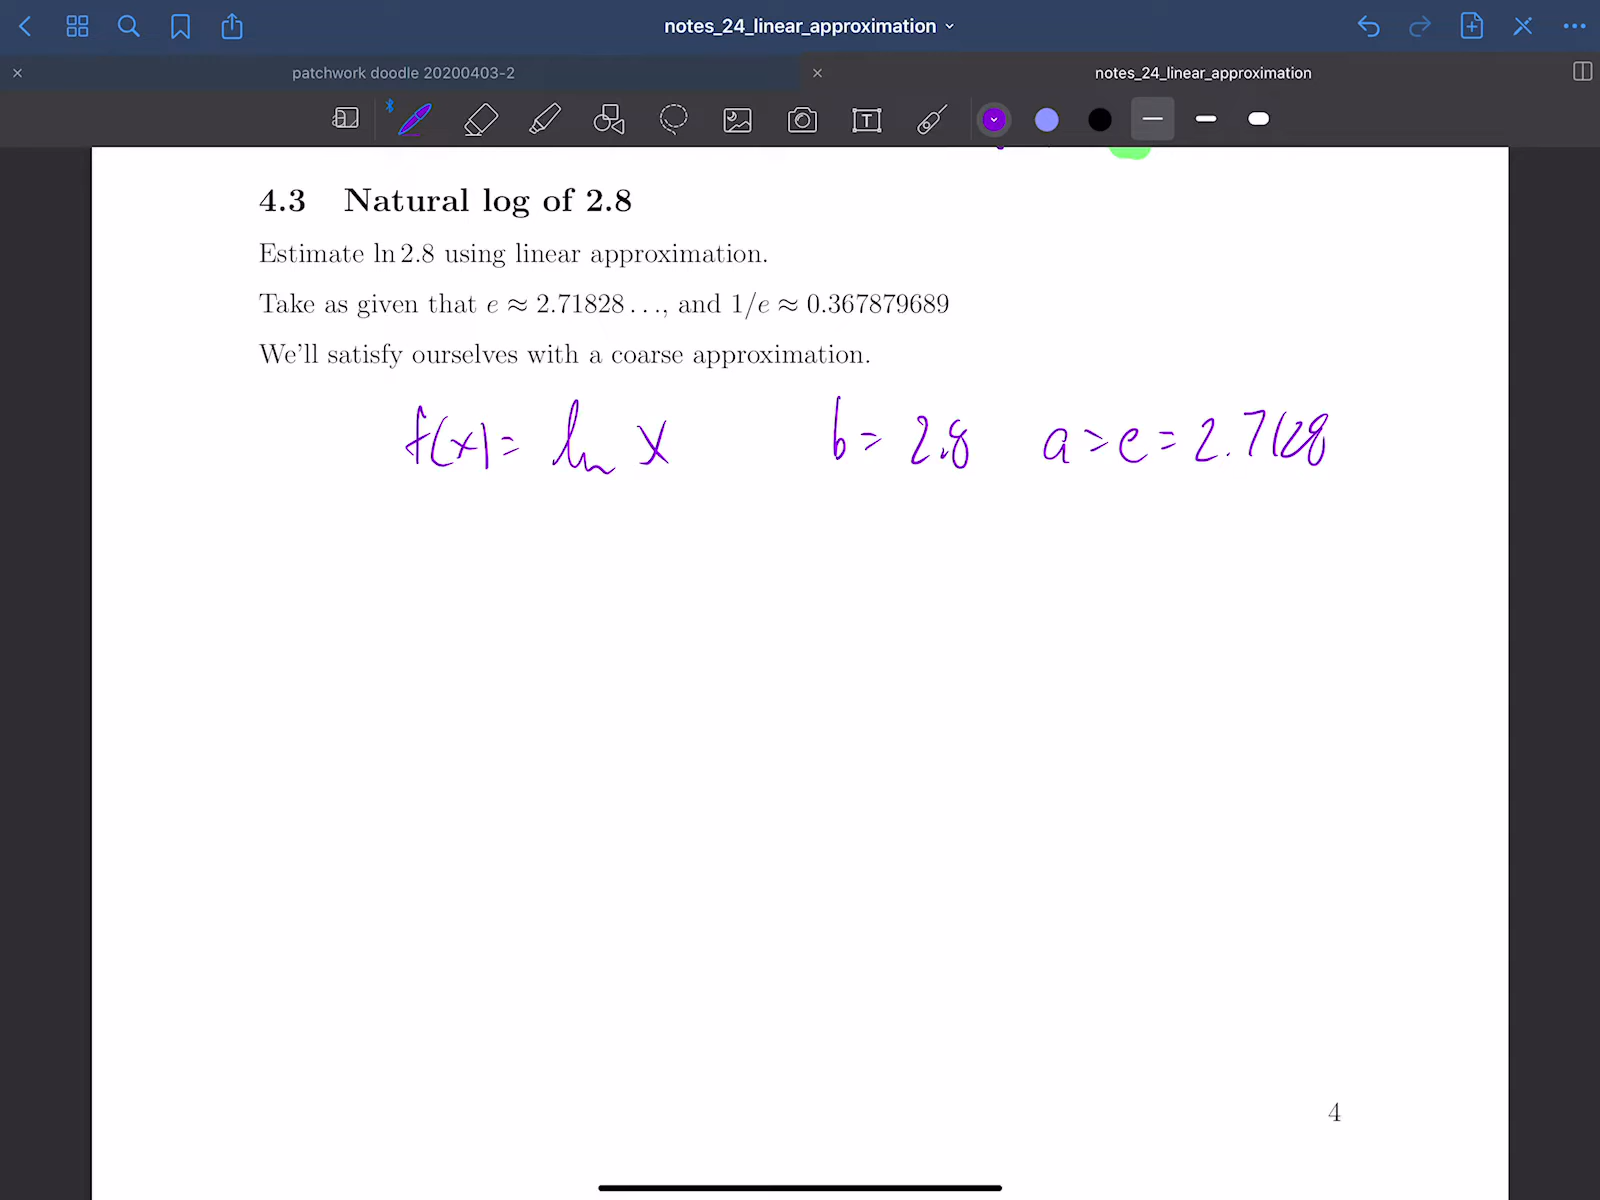 notes_24_linear_approximation
patchwork doodle 20200403-2
notes_24_linear_approximation
T
4.3 Natural log of 2.8
Estimate ln 2.8 using linear approximation.
Take as given that e ≈ 2.71828 . . ., and 1/e ≈ 0.367879689
We'll satisfy ourselves with a coarse approximation.
f(x) = ln x b = 2.8 a = e = 2.7128
4